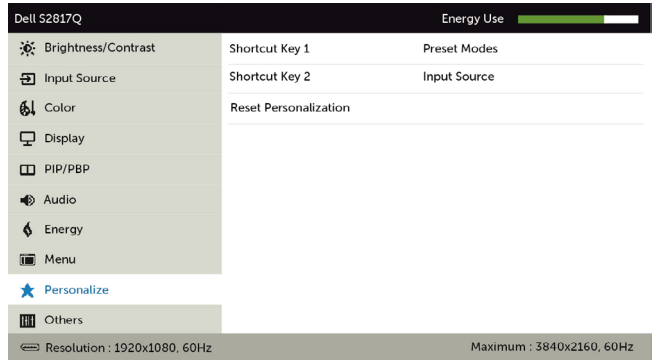 Dell S2817Q Energy Use
Brightness/Contrast Shortcut Key 1 Preset Modes
Input Source Shortcut Key 2 Input Source
Color Reset Personalization
Display
PIP/PBP
Audio
Energy
Menu
Personalize
Others
Resolution : 1920x1080, 60Hz Maximum : 3840x2160, 60Hz